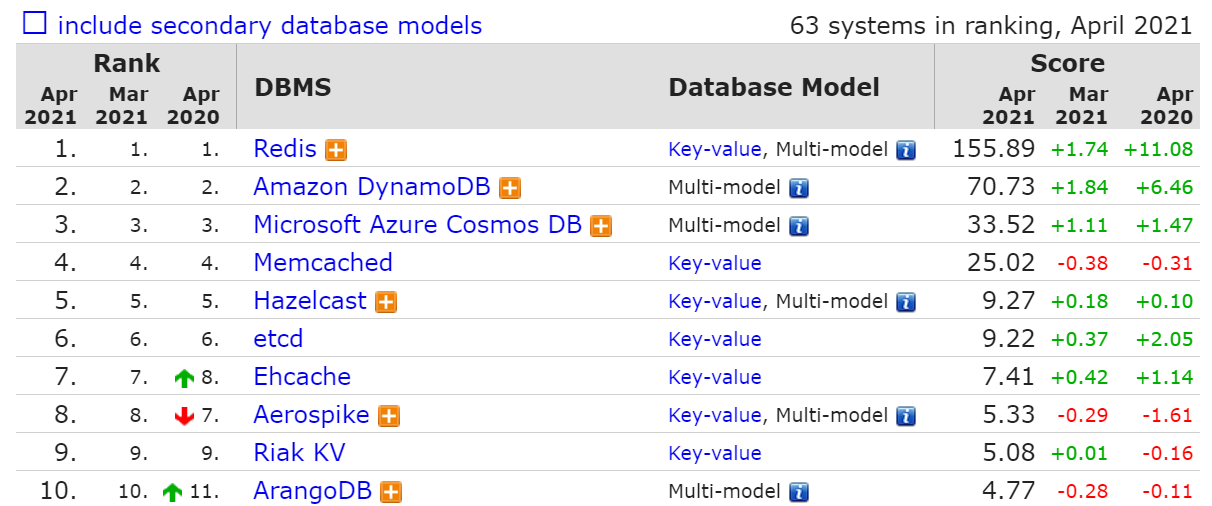 include secondary database models 63 systems in ranking, April 2021
Rank DBMS Database Model Score
Apr 2021 Mar 2021 Apr 2020 Apr 2021 Mar 2021 Apr 2020
1. 1. 1. Redis Key-value, Multi-model 155.89 +1.74 +11.08
2. 2. 2. Amazon DynamoDB Multi-model 70.73 +1.84 +6.46
3. 3. 3. Microsoft Azure Cosmos DB Multi-model 33.52 +1.11 +1.47
4. 4. 4. Memcached Key-value 25.02 -0.38 -0.31
5. 5. 5. Hazelcast Key-value, Multi-model 9.27 +0.18 +0.10
6. 6. 6. etcd Key-value 9.22 +0.37 +2.05
7. 7. 8. Ehcache Key-value 7.41 +0.42 +1.14
8. 8. 7. Aerospike Key-value, Multi-model 5.33 -0.29 -1.61
9. 9. 9. Riak KV Key-value 5.08 +0.01 -0.16
10. 10. 11. ArangoDB Multi-model 4.77 -0.28 -0.11